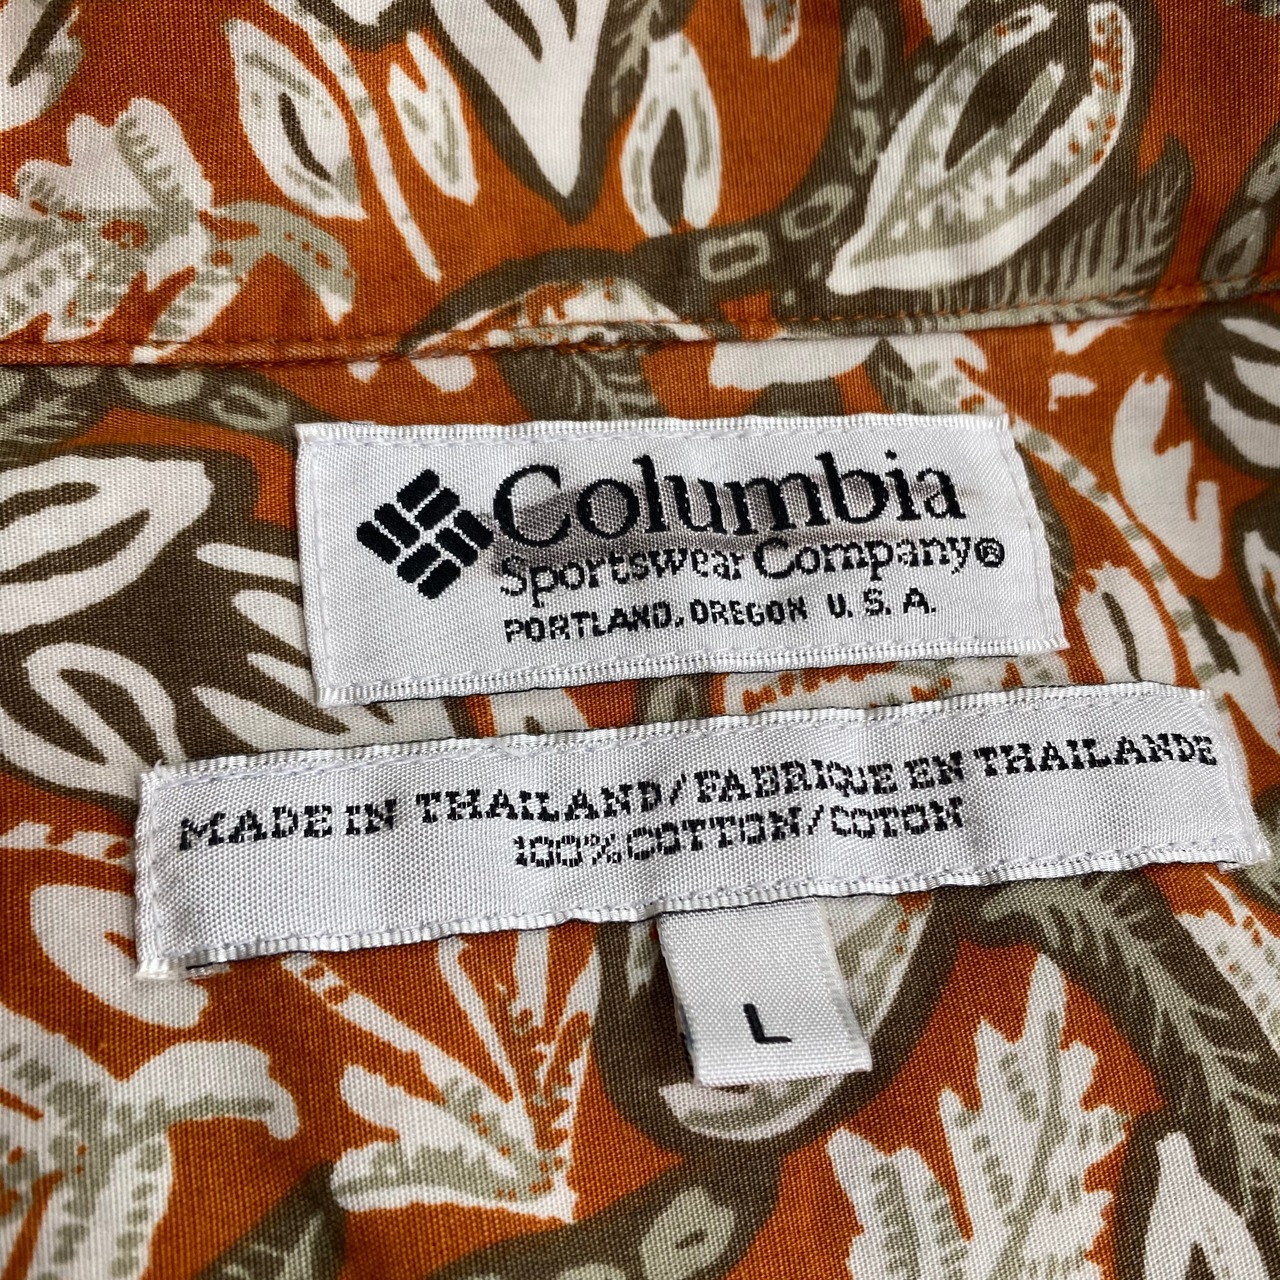 Columbia
Sportswear Company®
PORTLAND, OREGON U.S.A.
MADE IN THAILAND/FABRIQUE EN THAILANDE
100% COTTON/COTON
L